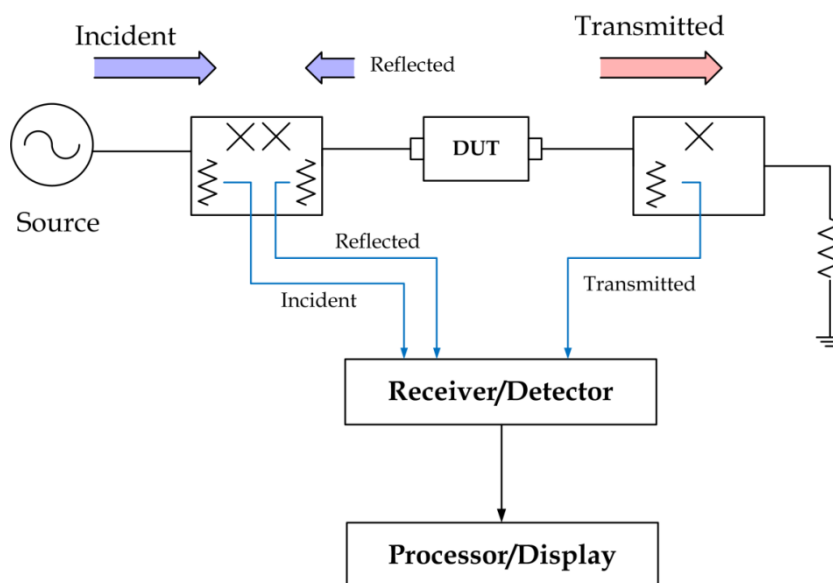 Incident
Reflected
Transmitted
DUT
Source
Reflected
Incident
Transmitted
Receiver/Detector
Processor/Display